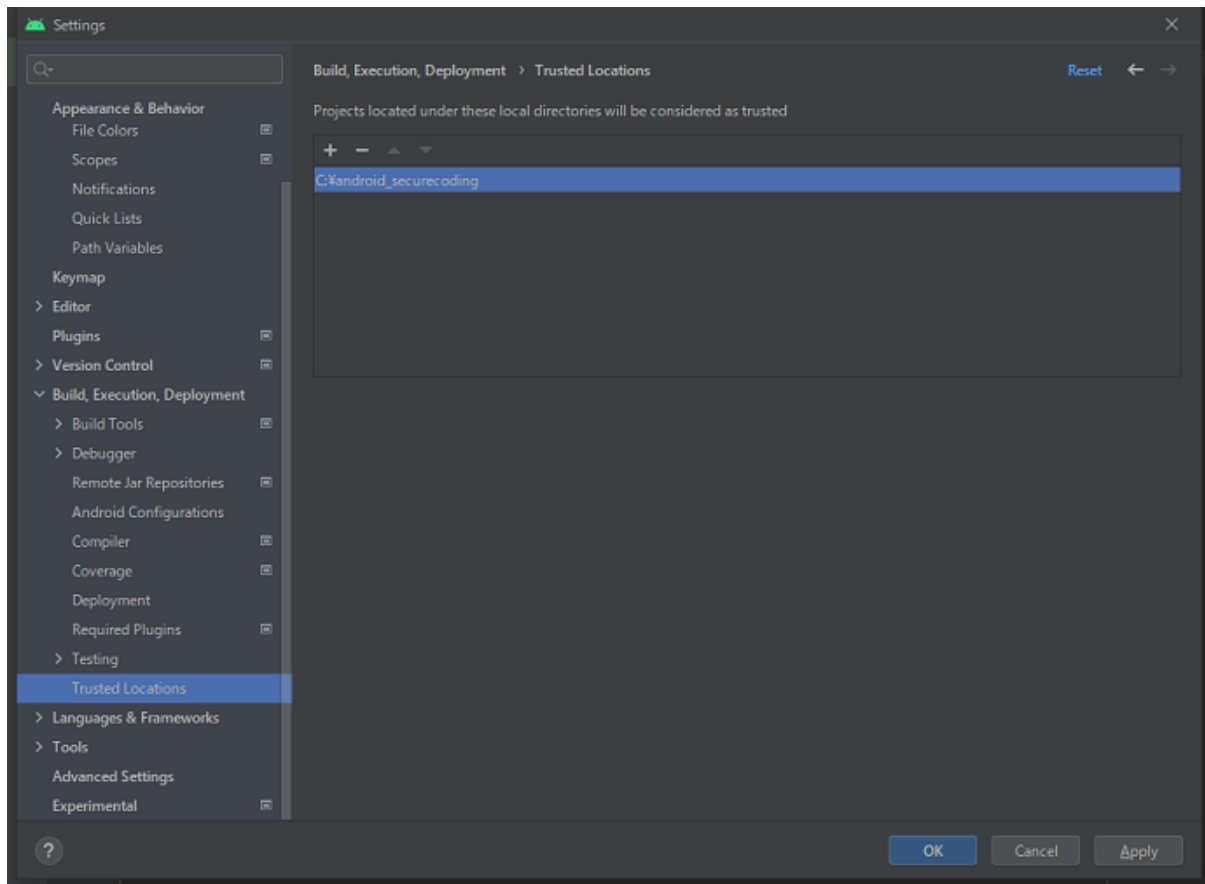 Settings
Appearance & Behavior
File Colors
Scopes
Notifications
Quick Lists
Path Variables
Keymap
Editor
Plugins
Version Control
Build, Execution, Deployment
Build Tools
Debugger
Remote Jar Repositories
Android Configurations
Compiler
Coverage
Deployment
Required Plugins
Testing
Trusted Locations
Languages & Frameworks
Tools
Advanced Settings
Experimental
Build, Execution, Deployment › Trusted Locations
Reset
Projects located under these local directories will be considered as trusted
C:¥android_securecoding
?
OK
Cancel
Apply